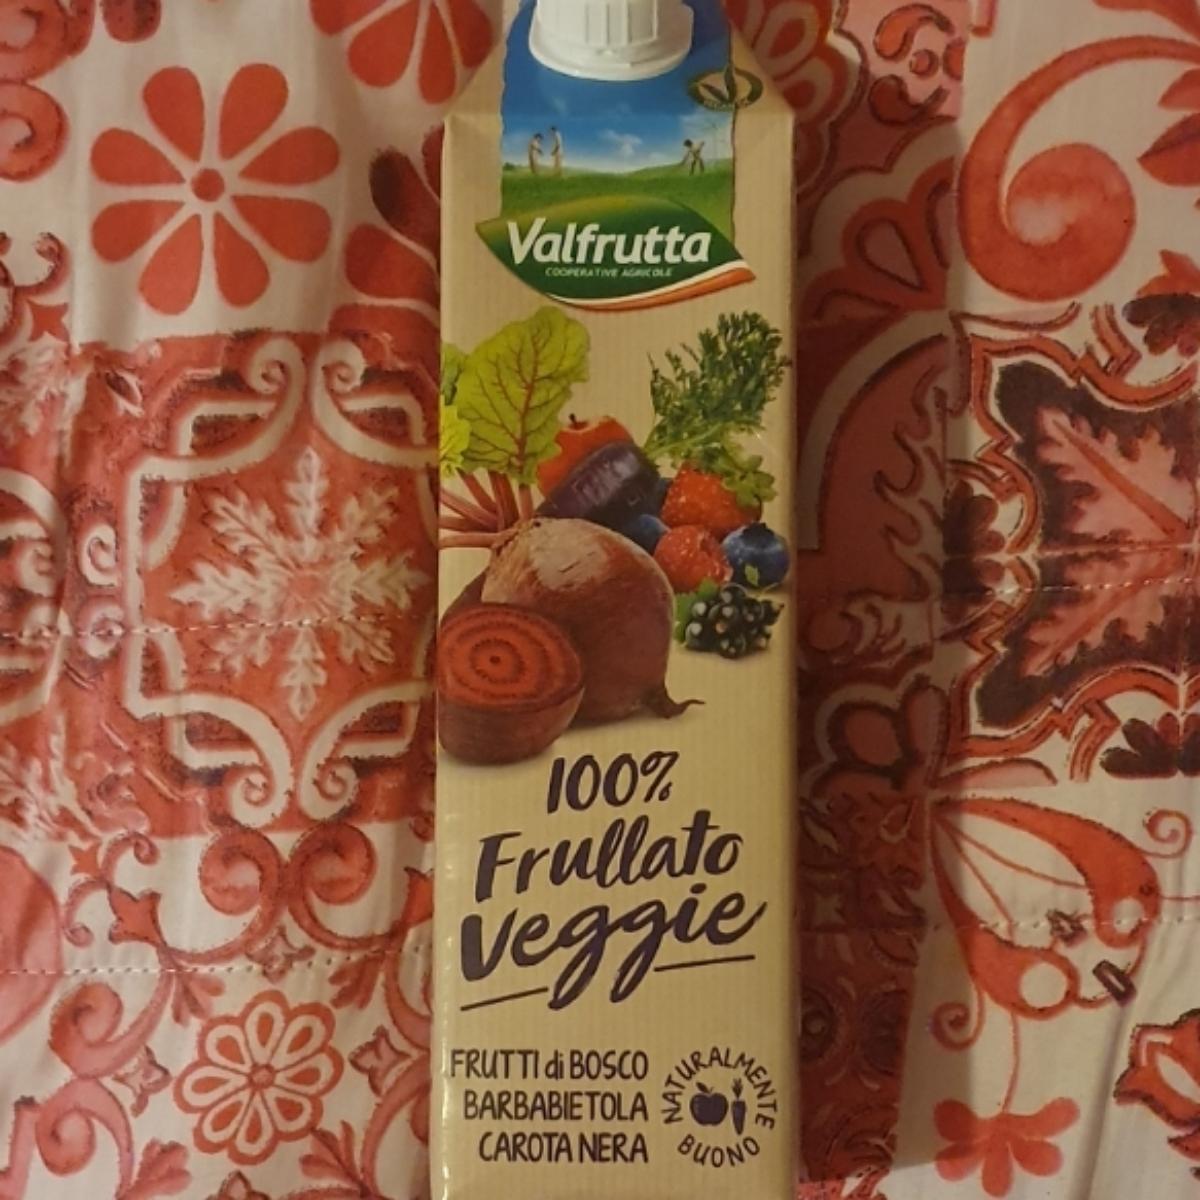 Valfrutta
COOPERATIVE AGRICOLE
100%
Frullato
Veggie
FRUTTI di BOSCO
BARBABIETOLA
CAROTA NERA
NATURALMENTE
BUONO